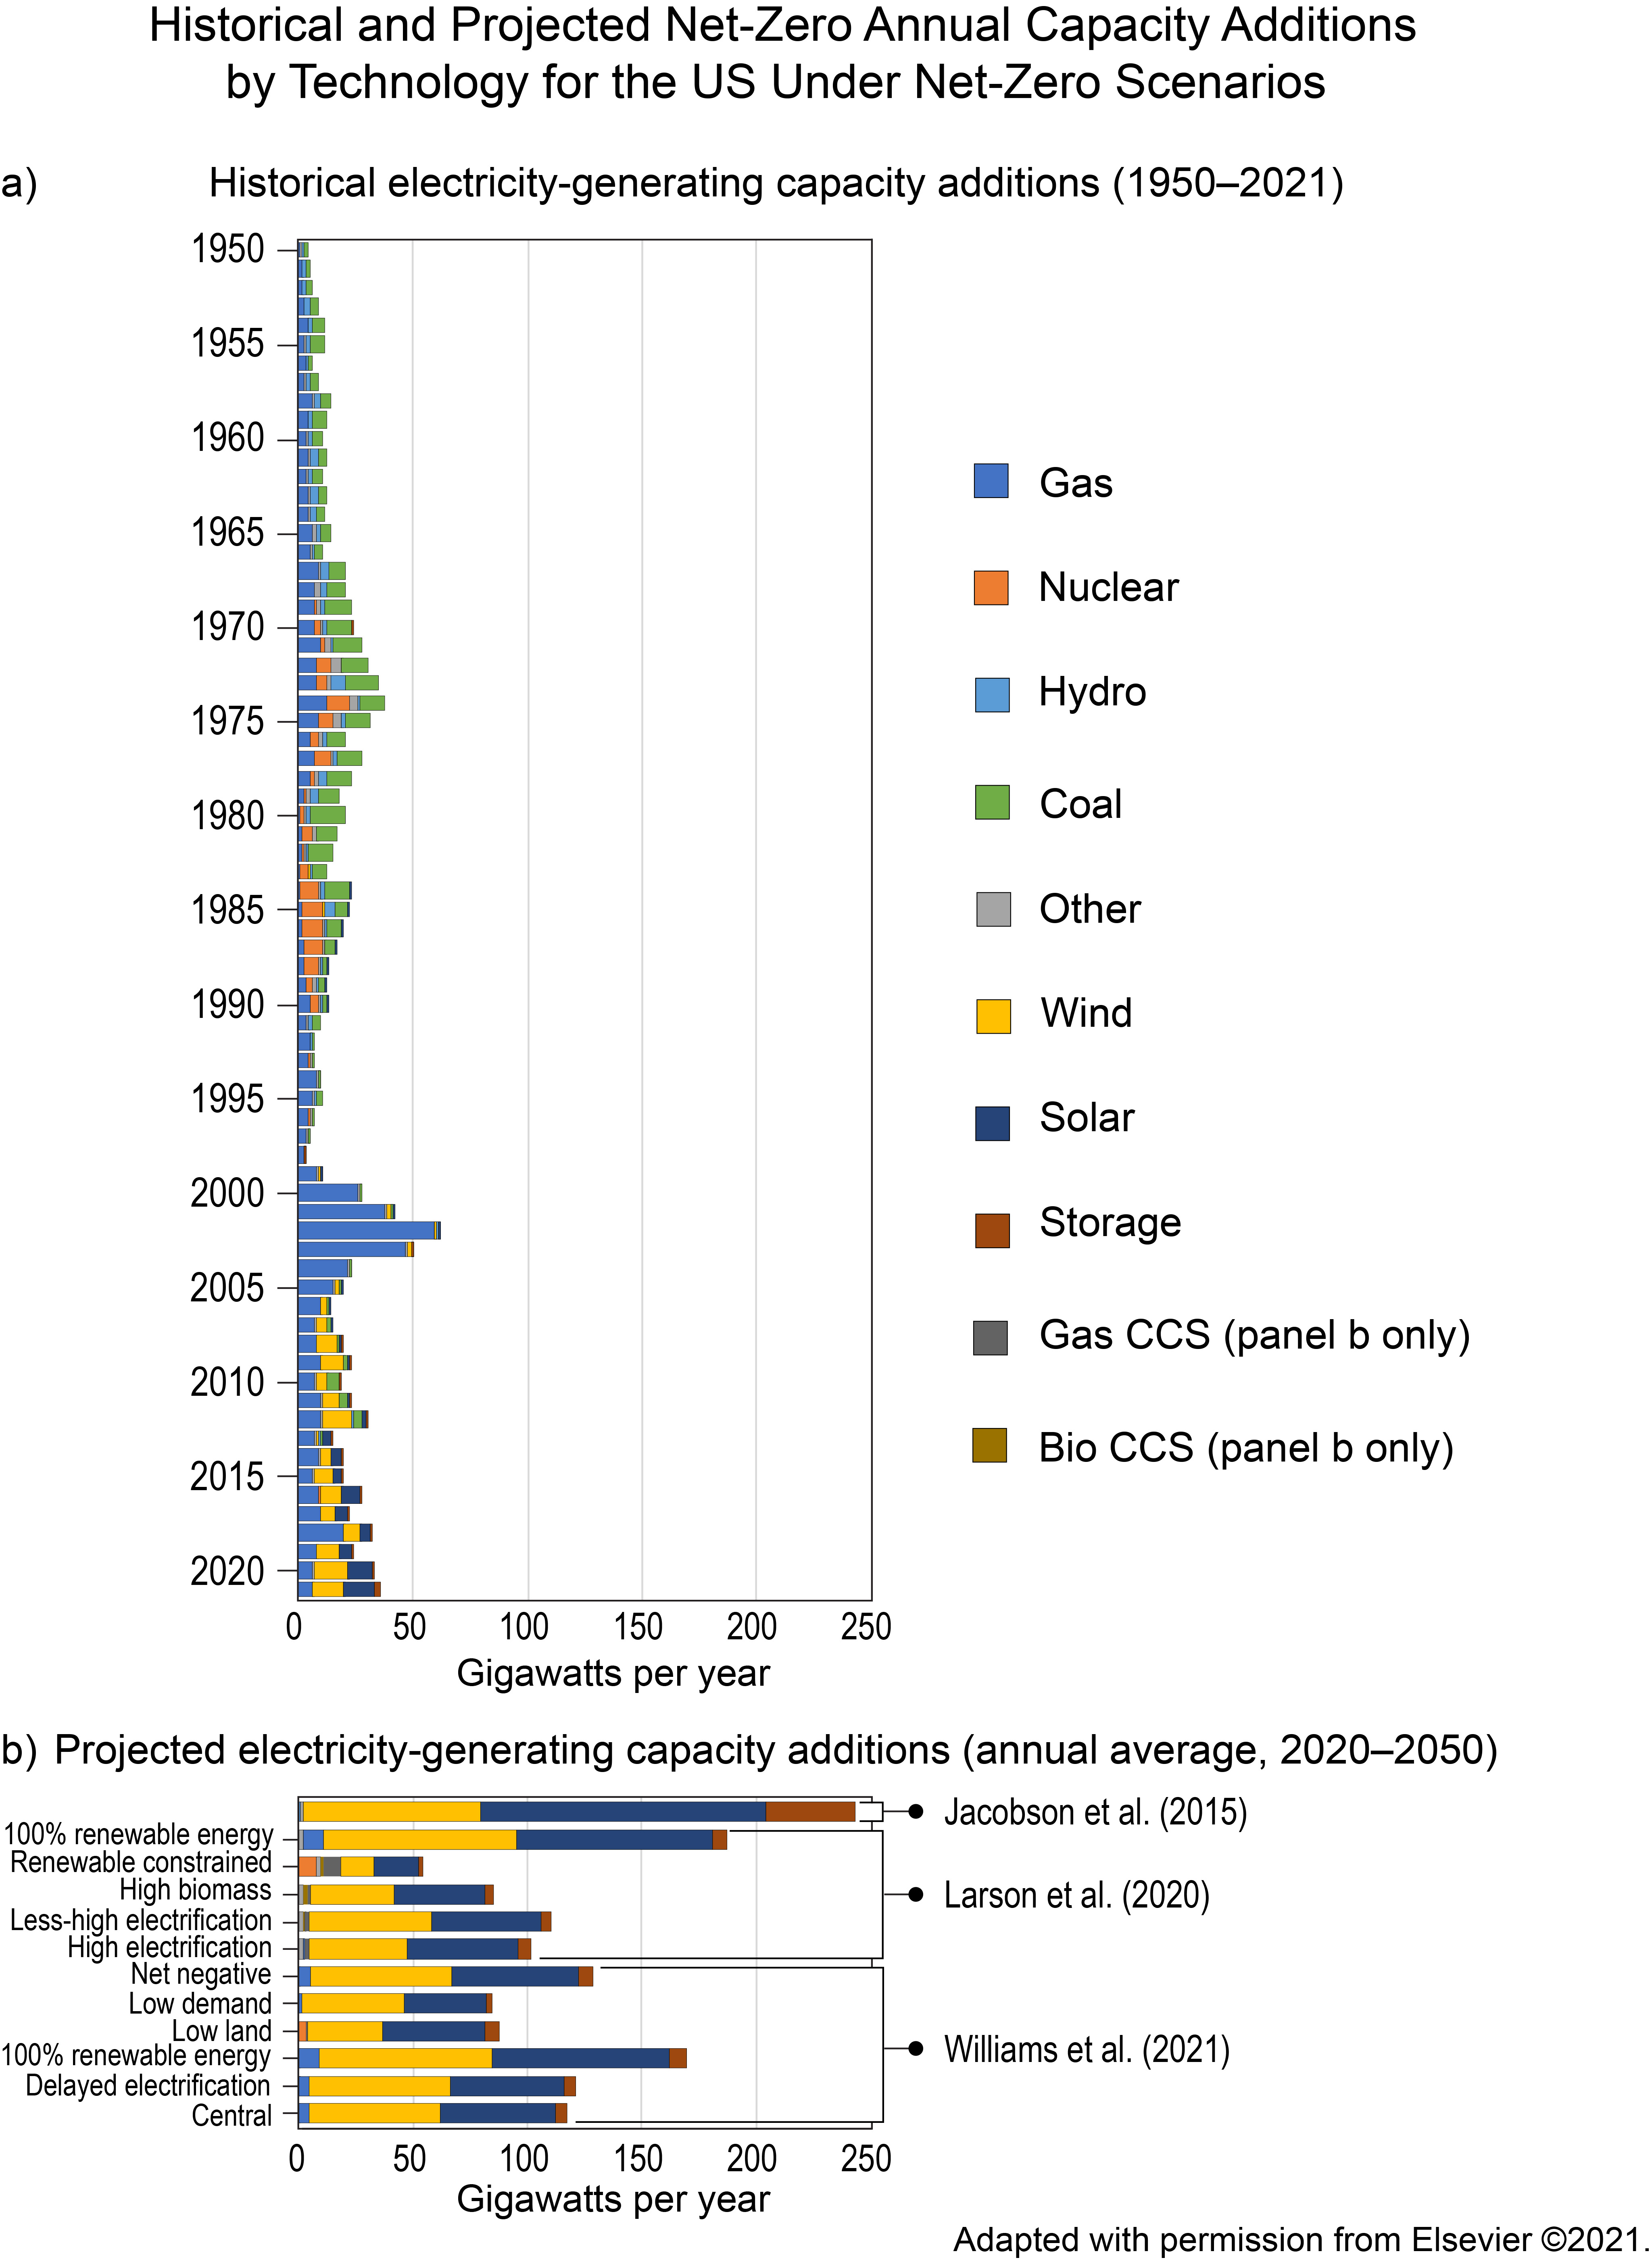 Historical and Projected Net-Zero Annual Capacity Additions
by Technology for the US Under Net-Zero Scenarios
a) Historical electricity-generating capacity additions (1950–2021)
1950
1955
1960
1965
1970
1975
1980
1985
1990
1995
2000
2005
2010
2015
2020
0 50 100 150 200 250
Gigawatts per year
Gas
Nuclear
Hydro
Coal
Other
Wind
Solar
Storage
Gas CCS (panel b only)
Bio CCS (panel b only)
b) Projected electricity-generating capacity additions (annual average, 2020–2050)
100% renewable energy
Renewable constrained
High biomass
Less-high electrification
High electrification
Net negative
Low demand
Low land
100% renewable energy
Delayed electrification
Central
Jacobson et al. (2015)
Larson et al. (2020)
Williams et al. (2021)
0 50 100 150 200 250
Gigawatts per year
Adapted with permission from Elsevier ©2021.